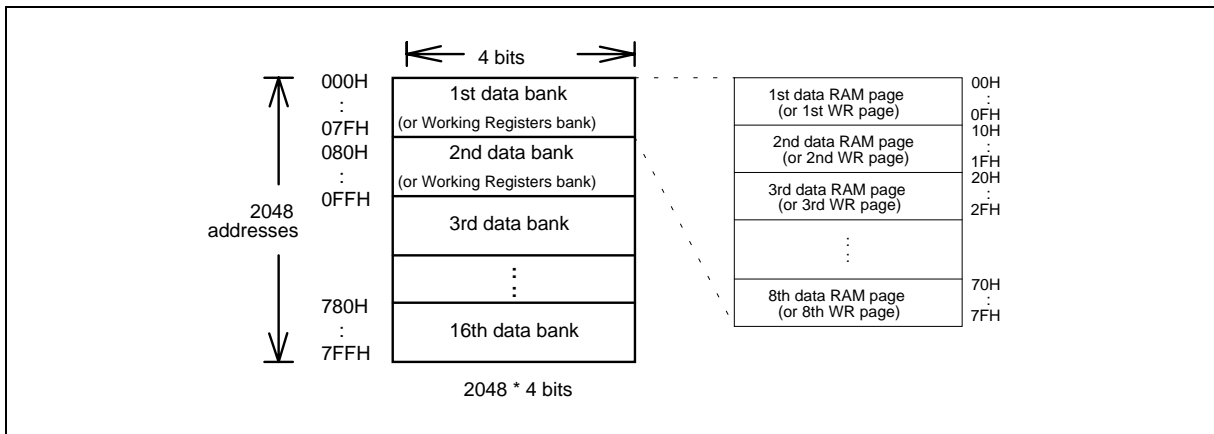 4 bits
000H
:
07FH
080H
:
0FFH
780H
:
7FFH
2048
addresses
1st data bank
(or Working Registers bank)
2nd data bank
(or Working Registers bank)
3rd data bank
:
16th data bank
2048 * 4 bits
1st data RAM page
(or 1st WR page)
2nd data RAM page
(or 2nd WR page)
3rd data RAM page
(or 3rd WR page)
:
8th data RAM page
(or 8th WR page)
00H
:
0FH
10H
:
1FH
20H
:
2FH
70H
:
7FH